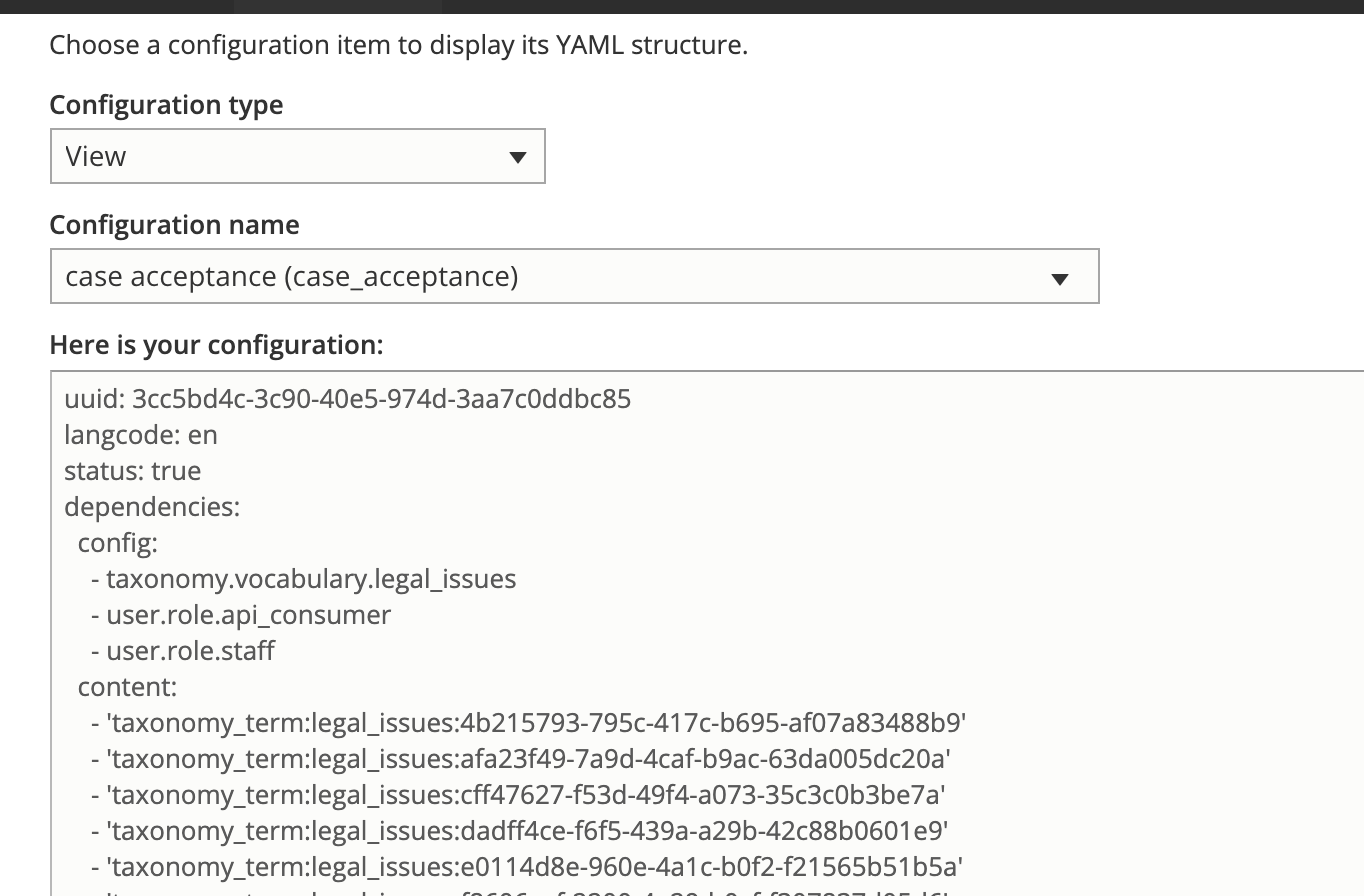 Choose a configuration item to display its YAML structure.
Configuration type
View
Configuration name
case acceptance (case_acceptance)
Here is your configuration:
uuid: 3cc5bd4c-3c90-40e5-974d-3aa7c0ddbc85
langcode: en
status: true
dependencies:
config:
- taxonomy.vocabulary.legal_issues
- user.role.api_consumer
- user.role.staff
content:
- 'taxonomy_term:legal_issues:4b215793-795c-417c-b695-af07a83488b9'
- 'taxonomy_term:legal_issues:afa23f49-7a9d-4caf-b9ac-63da005dc20a'
- 'taxonomy_term:legal_issues:cff47627-f53d-49f4-a073-35c3c0b3be7a'
- 'taxonomy_term:legal_issues:dadff4ce-f6f5-439a-a29b-42c88b0601e9'
- 'taxonomy_term:legal_issues:e0114d8e-960e-4a1c-b0f2-f21565b51b5a'